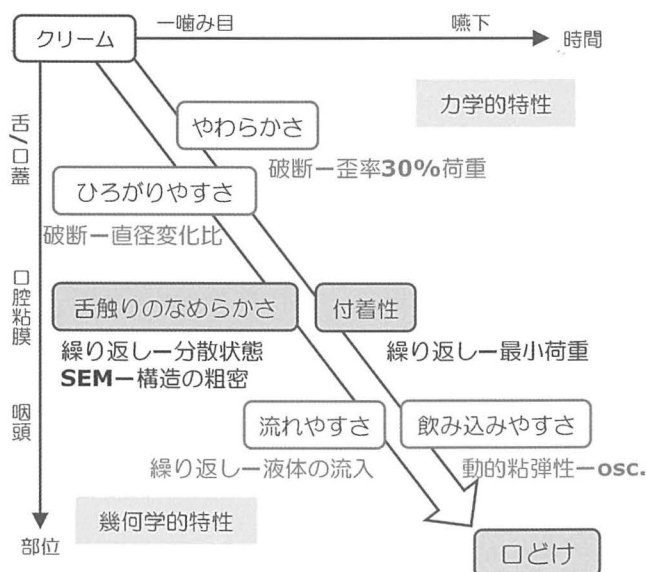 クリーム
一噛み目
嚥下
時間
力学的特性
舌/口蓋
やわらかさ
破断ー歪率30%荷重
ひろがりやすさ
破断ー直径変化比
口腔粘膜
舌触りのなめらかさ
付着性
繰り返しー分散状態
SEMー構造の粗密
繰り返しー最小荷重
咽頭
流れやすさ
飲み込みやすさ
繰り返しー液体の流入
動的粘弾性ーosc.
幾何学的特性
部位
口どけ